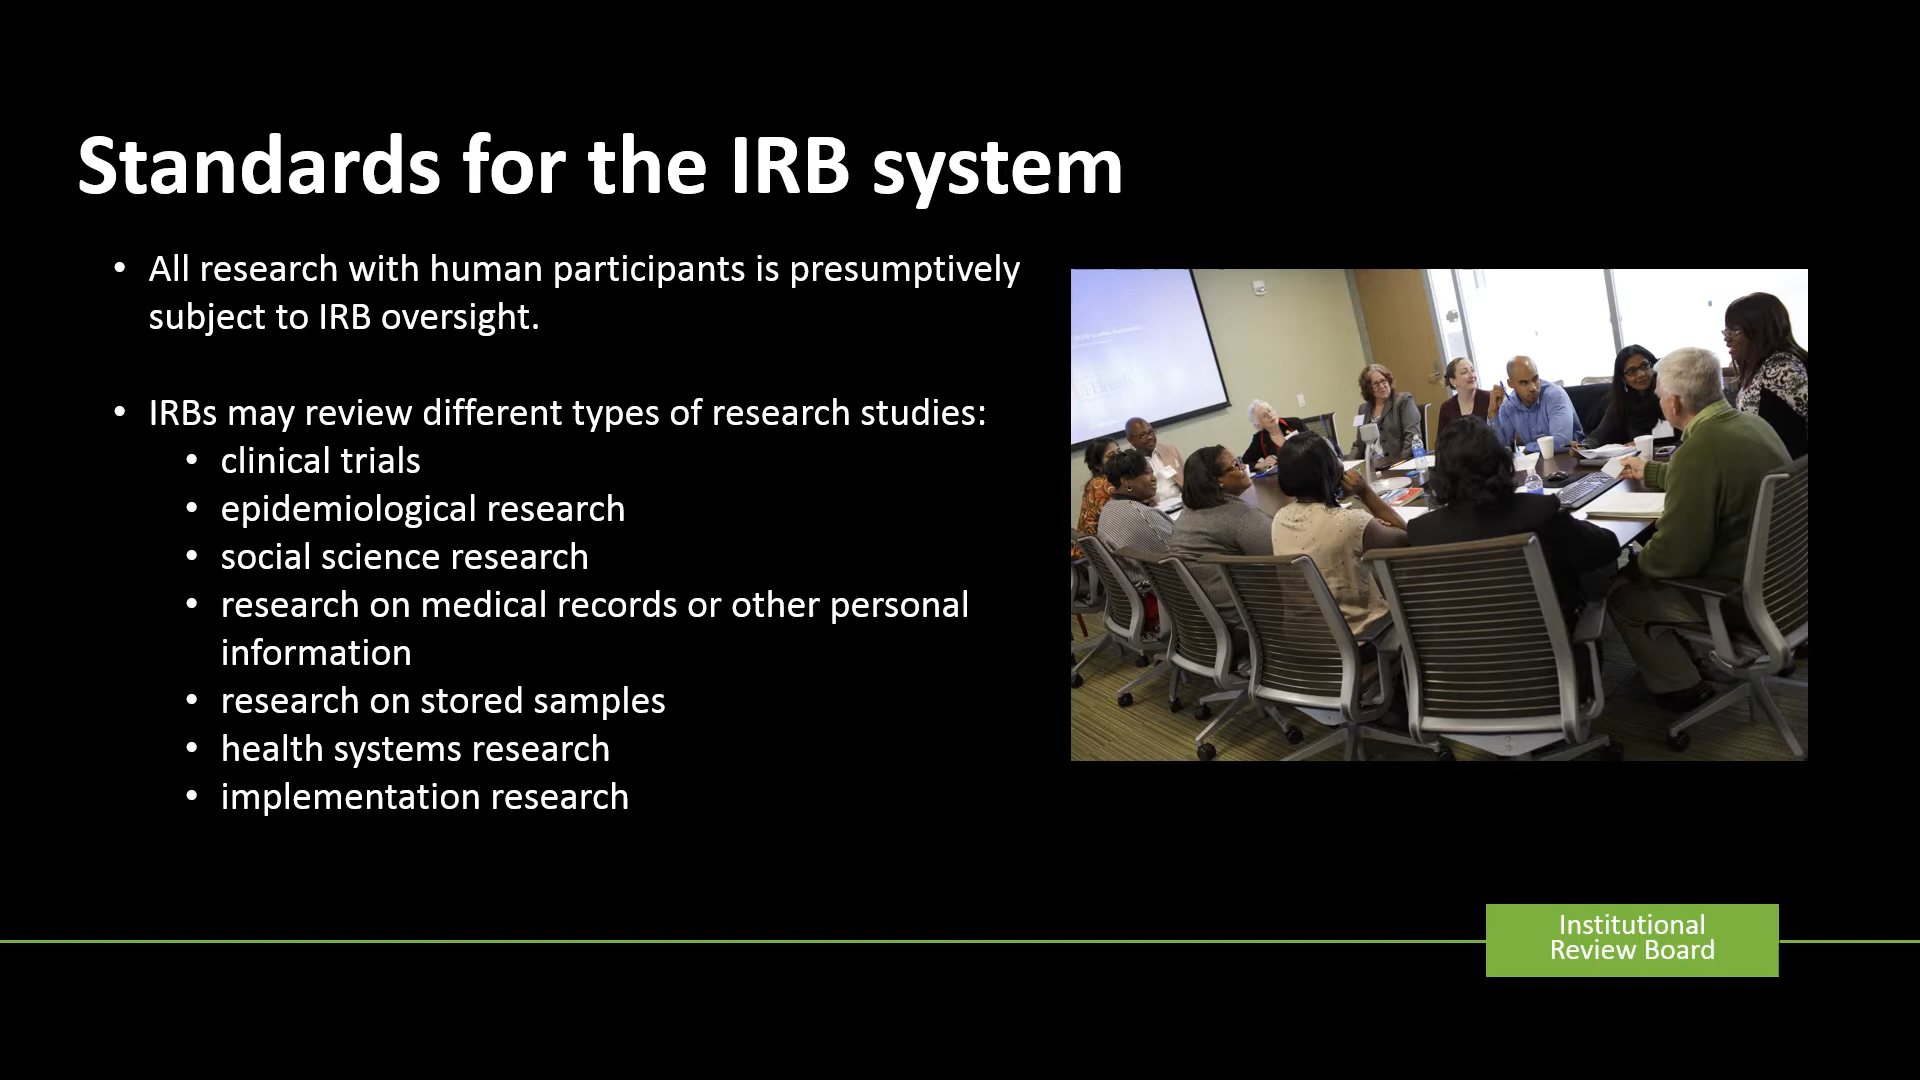 Standards for the IRB system
• All research with human participants is presumptively
subject to IRB oversight.
• IRBs may review different types of research studies:
• clinical trials
• epidemiological research
• social science research
• research on medical records or other personal
information
• research on stored samples
• health systems research
• implementation research
Institutional
Review Board